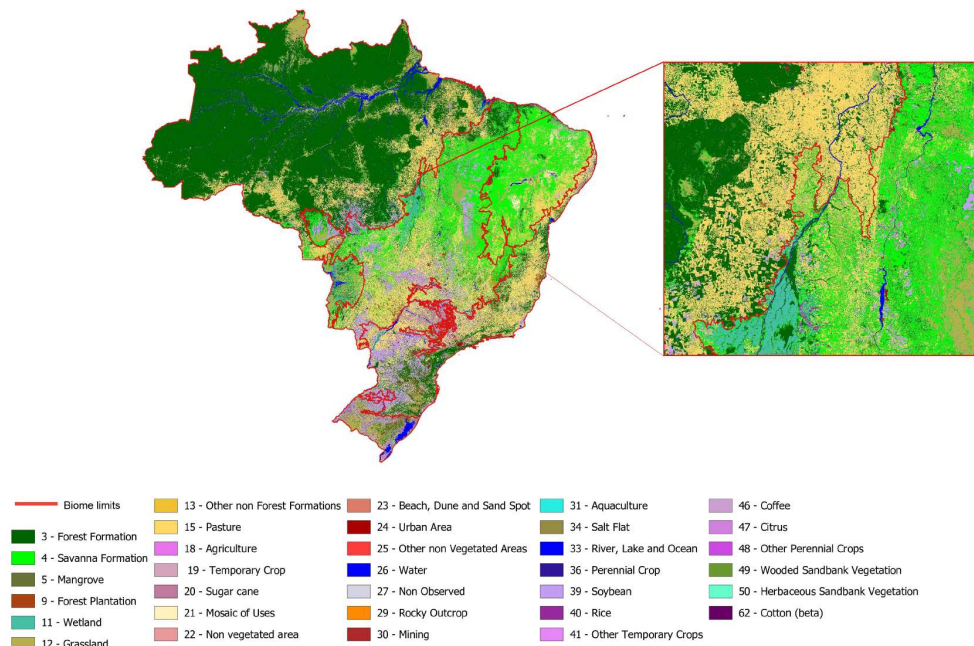 Biome limits
3 - Forest Formation
4 - Savanna Formation
5 - Mangrove
9 - Forest Plantation
11 - Wetland
12 - Grassland
13 - Other non Forest Formations
15 - Pasture
18 - Agriculture
19 - Temporary Crop
20 - Sugar cane
21 - Mosaic of Uses
22 - Non vegetated area
23 - Beach, Dune and Sand Spot
24 - Urban Area
25 - Other non Vegetated Areas
26 - Water
27 - Non Observed
29 - Rocky Outcrop
30 - Mining
31 - Aquaculture
34 - Salt Flat
33 - River, Lake and Ocean
36 - Perennial Crop
39 - Soybean
40 - Rice
41 - Other Temporary Crops
46 - Coffee
47 - Citrus
48 - Other Perennial Crops
49 - Wooded Sandbank Vegetation
50 - Herbaceous Sandbank Vegetation
62 - Cotton (beta)